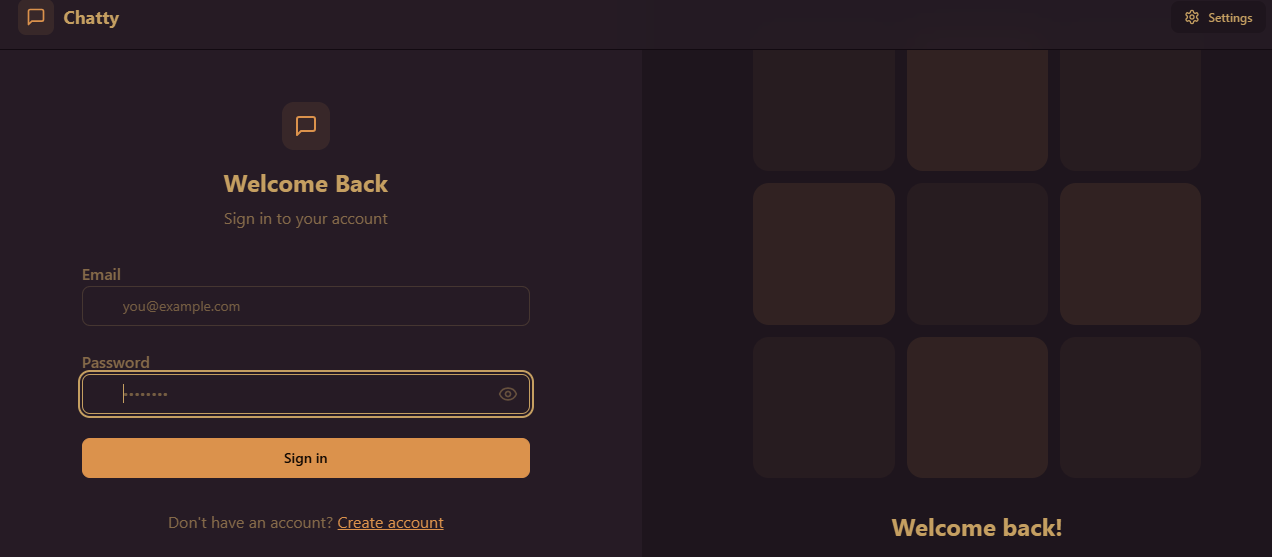 Chatty
Settings
Welcome Back
Sign in to your account
Email
you@example.com
Password
••••••••
Sign in
Don't have an account? Create account
Welcome back!